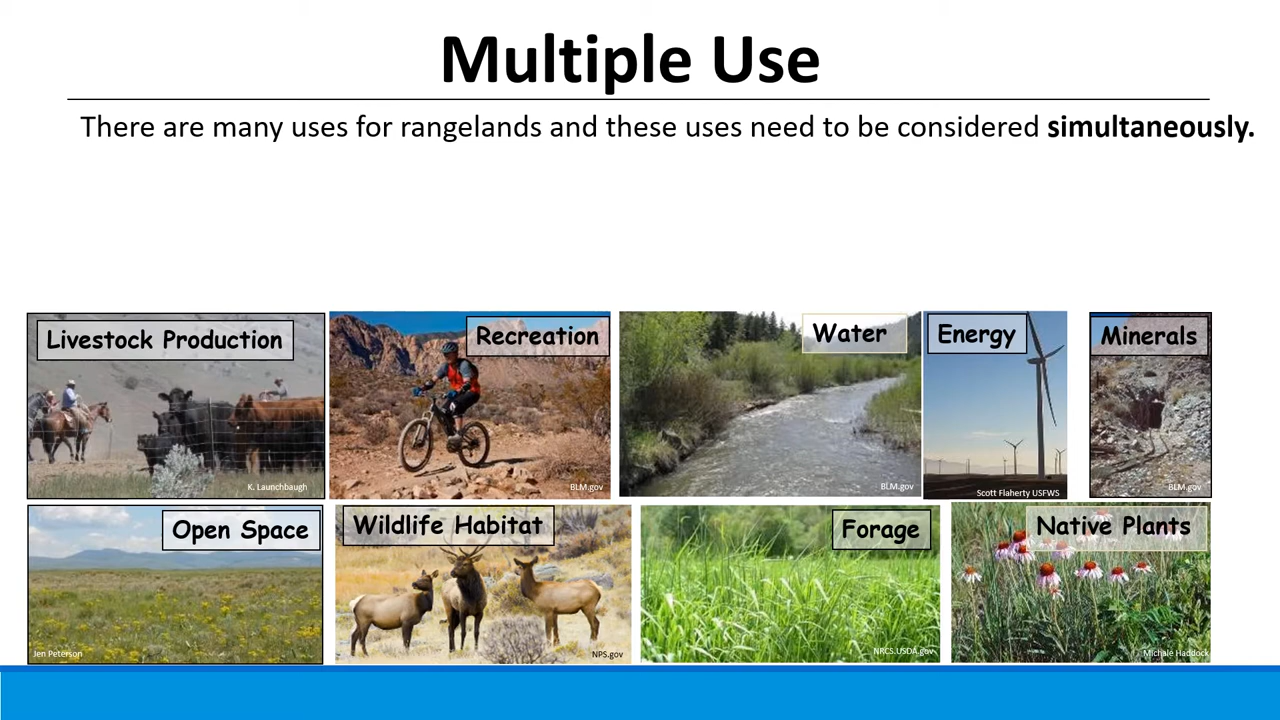 Multiple Use
There are many uses for rangelands and these uses need to be considered simultaneously.
Livestock Production
K. Launchbaugh
Recreation
BLM.gov
Water
BLM.gov
Energy
Scott Flaherty USFWS
Minerals
BLM.gov
Open Space
Jen Peterson
Wildlife Habitat
NPS.gov
Forage
NRCS.USDA.gov
Native Plants
Michale Haddock